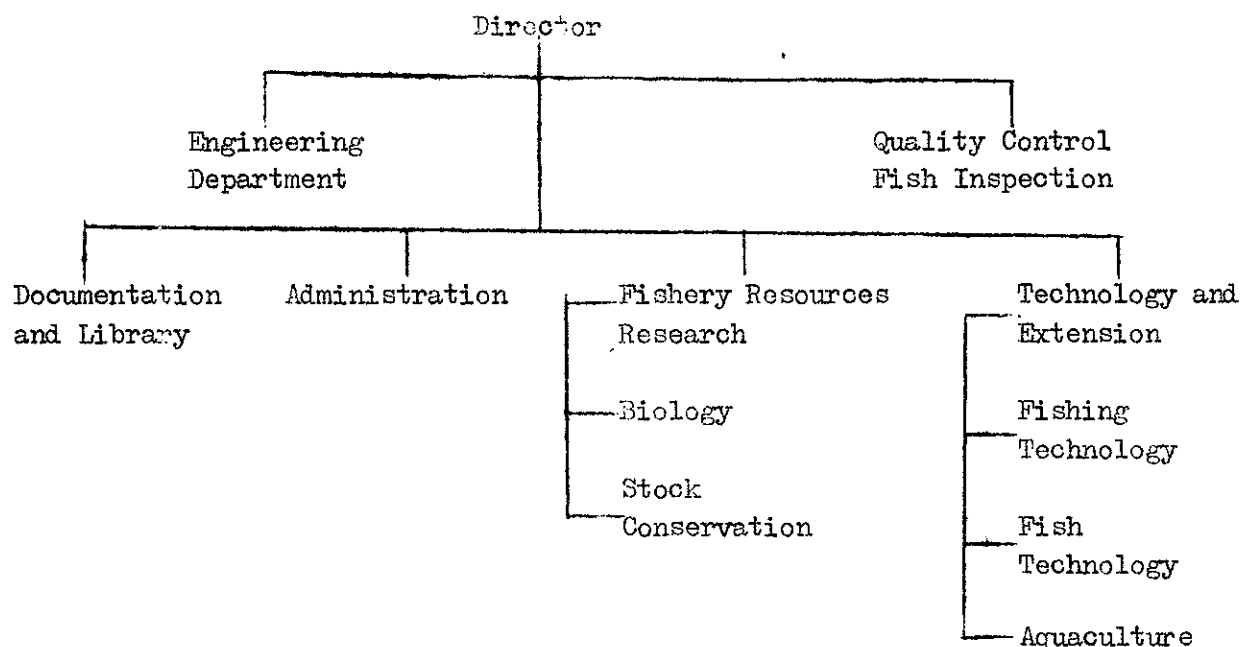 Director
Engineering
Department
Quality Control
Fish Inspection
Documentation
and Library
Administration
Fishery Resources
Research
Biology
Stock
Conservation
Technology and
Extension
Fishing
Technology
Fish
Technology
Aquaculture